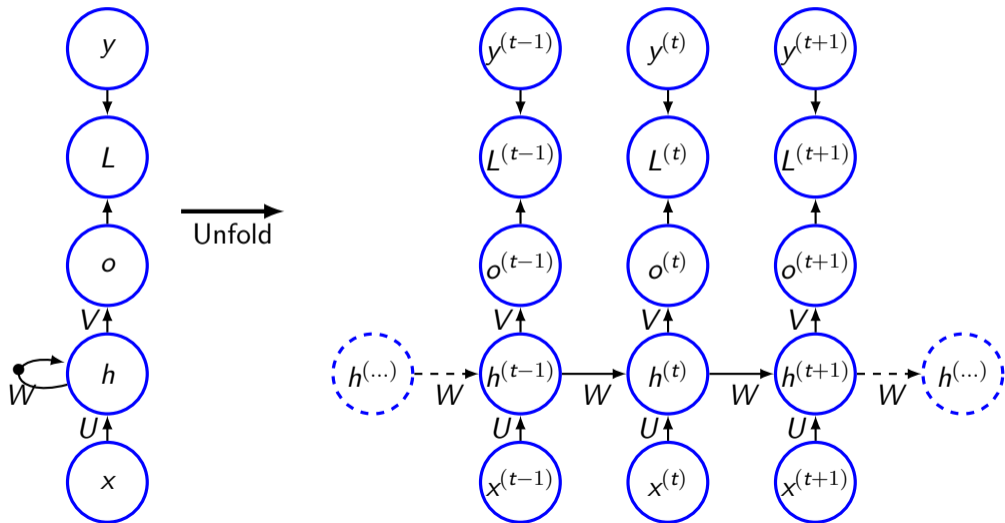 y y^{(t−1)} y^{(t)} y^{(t+1)}
L L^{(t−1)} L^{(t)} L^{(t+1)}
Unfold
o o^{(t−1)} o^{(t)} o^{(t+1)}
V V V V
h h^{(...)} h^{(t−1)} h^{(t)} h^{(t+1)} h^{(...)}
W W W W W
U U U U
x x^{(t−1)} x^{(t)} x^{(t+1)}